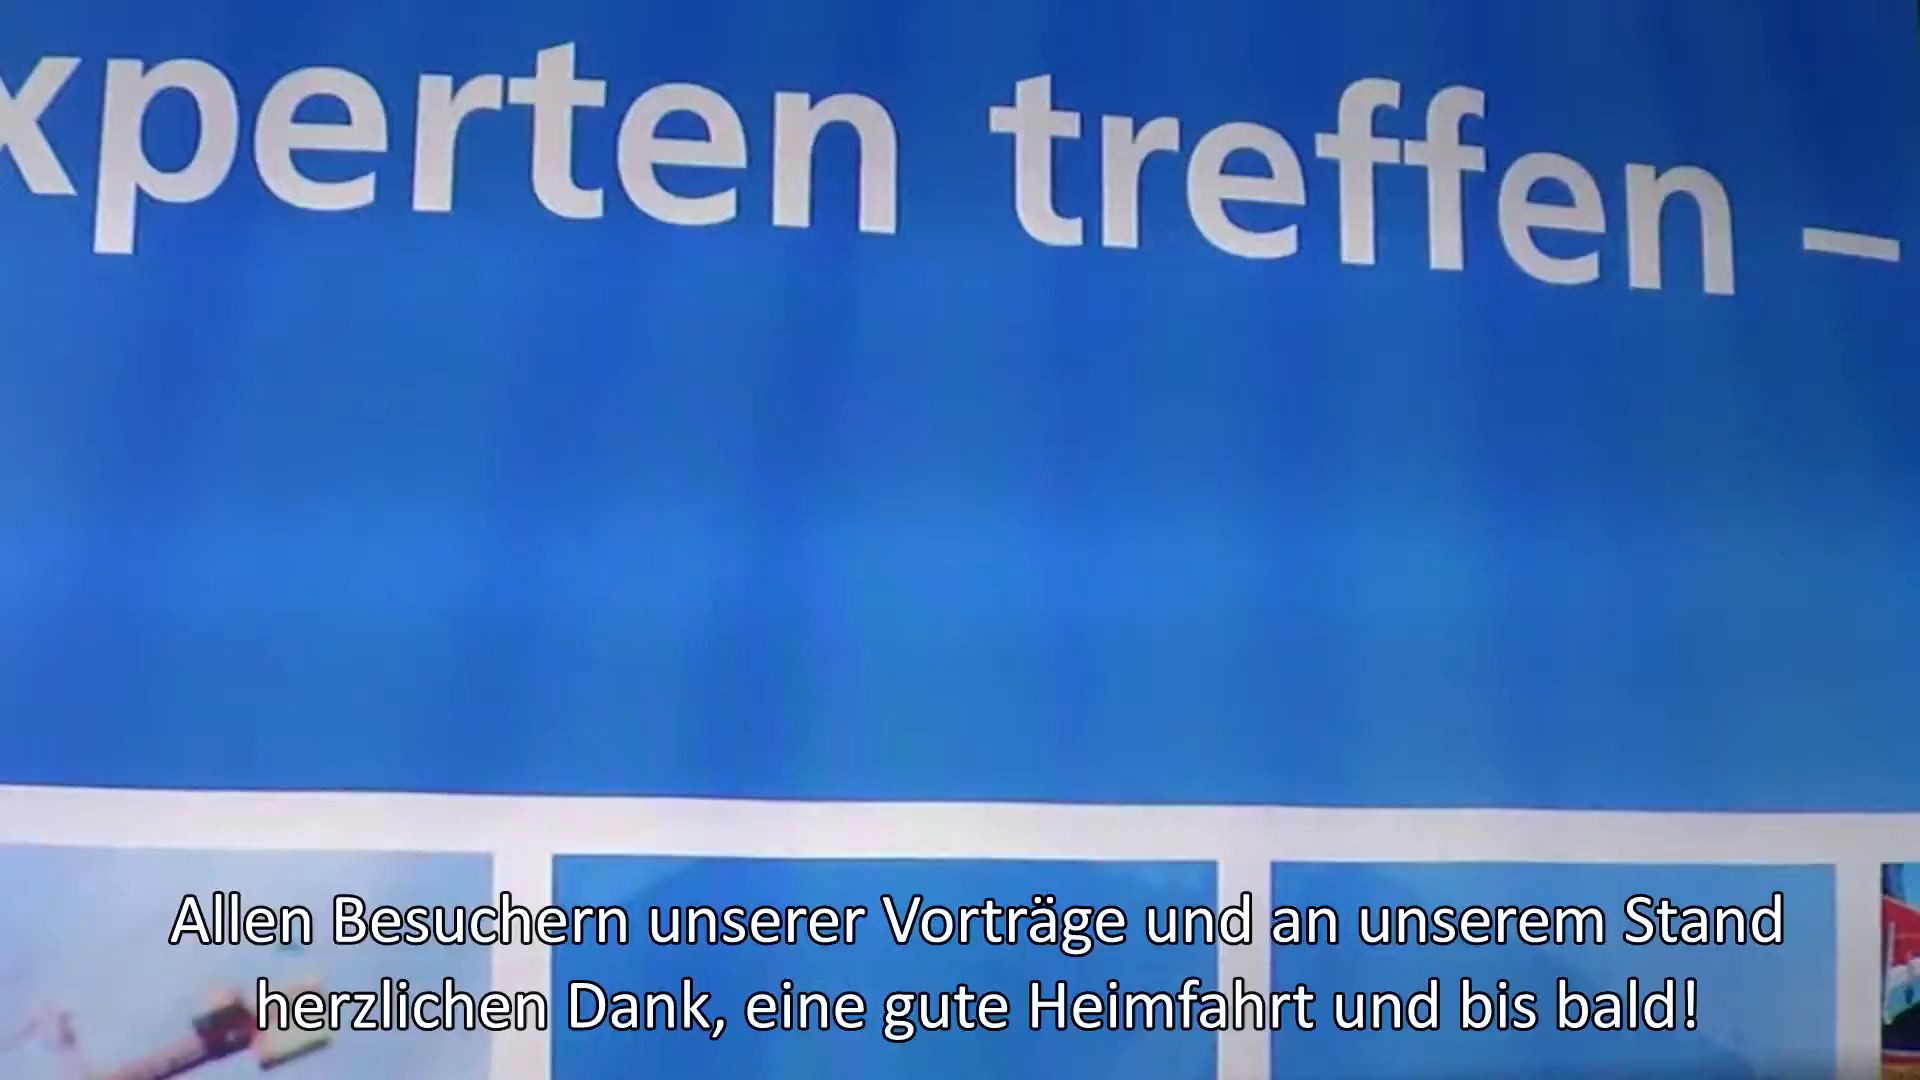 xperten treffen –
Allen Besuchern unserer Vorträge und an unserem Stand
herzlichen Dank, eine gute Heimfahrt und bis bald!